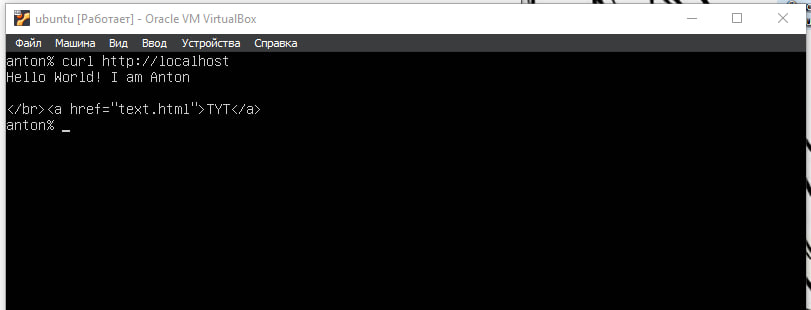 ubuntu [Работает] - Oracle VM VirtualBox
Файл Машина Вид Ввод Устройства Справка
anton% curl http://localhost
Hello World! I am Anton
</br><a href="text.html">TYT</a>
anton% _